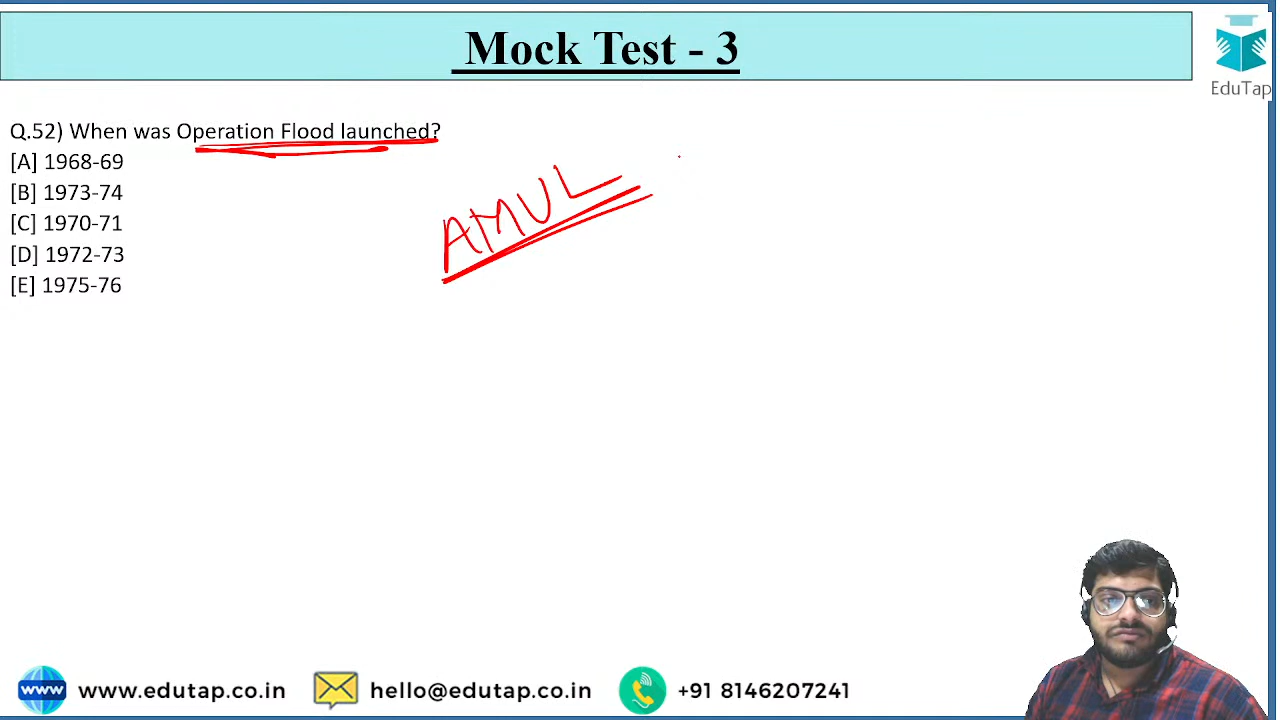 Mock Test - 3
EduTap
Q.52) When was Operation Flood launched?
[A] 1968-69
[B] 1973-74
[C] 1970-71
[D] 1972-73
[E] 1975-76
AMUL
www www.edutap.co.in hello@edutap.co.in +91 8146207241